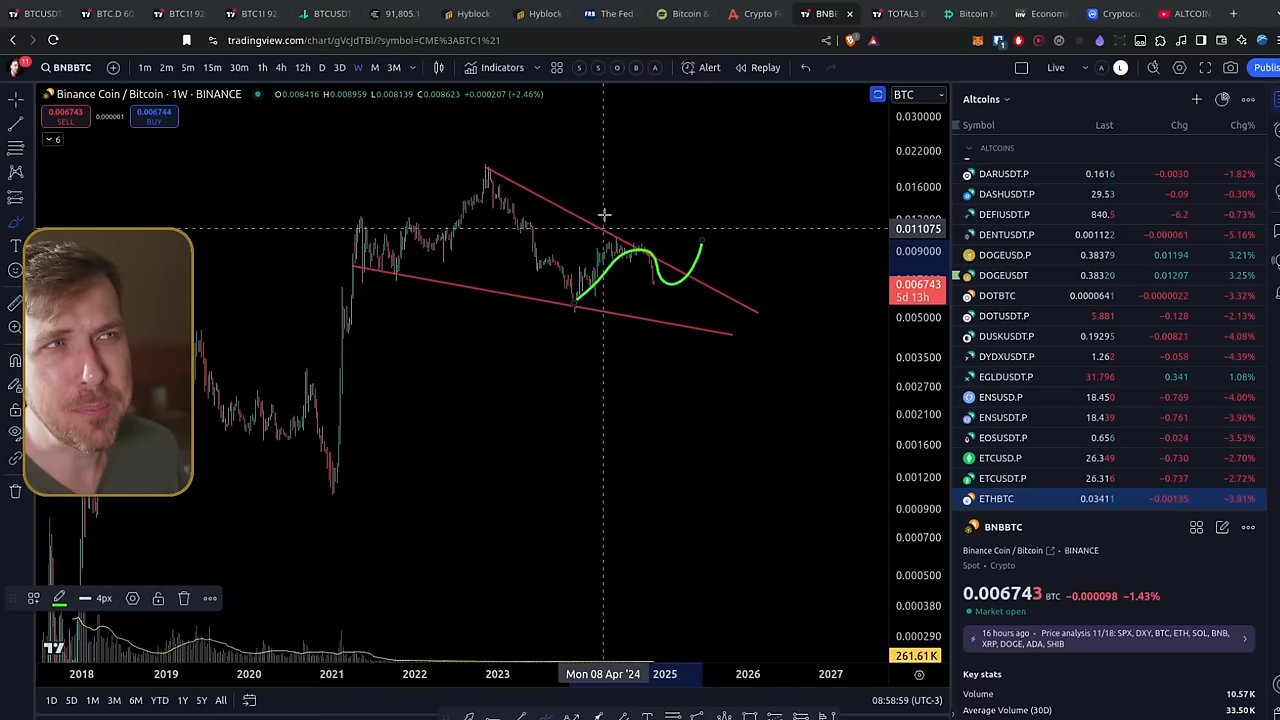 BTCUSDT
BTC.D 60
BTC1! 92
BTC1! 92
BTCUSDT
91,805.1
Hyblock
Hyblock
The Fed
Bitcoin &
Crypto Fe
BNBB
TOTAL3
Bitcoin M
Economi
Cryptocu
ALTCOIN
tradingview.com/chart/gVcJdTBI/?symbol=CME%3ABTC1%21
11
BNBBTC
1m 2m 5m 15m 30m 1h 4h 12h D 3D W M 3M
Indicators
S S O B A
Alert
Replay
Live
A L
Publis
Binance Coin / Bitcoin · 1W · BINANCE
O0.008416 H0.008959 L0.008139 C0.008623 +0.000207 (+2.46%)
BTC
0.006743
SELL
0.000001
0.006744
BUY
6
0.030000
0.022000
0.016000
0.011075
0.009000
0.006743
5d 13h
0.005000
0.003500
0.002700
0.002100
0.001600
0.001200
0.000900
0.000700
0.000500
0.000380
0.000290
261.61K
4px
2018 2019 2020 2021 2022 2023 Mon 08 Apr '24 2025 2026 2027
1D 5D 1M 3M 6M YTD 1Y 5Y All
08:58:59 (UTC-3)
Altcoins
Symbol Last Chg Chg%
ALTCOINS
DARUSDT.P 0.1616 −0.0030 −1.82%
DASHUSDT.P 29.53 −0.09 −0.30%
DEFIUSDT.P 840.5 −6.2 −0.73%
DENTUSDT.P 0.001122 −0.000061 −5.16%
DOGEUSD.P 0.38379 0.01194 3.21%
DOGEUSDT 0.38320 0.01207 3.25%
DOTBTC 0.0000641 −0.0000022 −3.32%
DOTUSDT.P 5.881 −0.128 −2.13%
DUSKUSDT.P 0.19295 −0.00821 −4.08%
DYDXUSDT.P 1.262 −0.058 −4.39%
EGLDUSDT.P 31.796 0.341 1.08%
ENSUSD.P 18.450 −0.769 −4.00%
ENSUSDT.P 18.439 −0.761 −3.96%
EOSUSDT.P 0.656 −0.024 −3.53%
ETCUSD.P 26.349 −0.730 −2.70%
ETCUSDT.P 26.316 −0.737 −2.72%
ETHBTC 0.03411 −0.00135 −3.81%
BNBBTC
Binance Coin / Bitcoin • BINANCE
Spot • Crypto
0.006743 BTC −0.000098 −1.43%
Market open
16 hours ago • Price analysis 11/18: SPX, DXY, BTC, ETH, SOL, BNB,
XRP, DOGE, ADA, SHIB
Key stats
Volume 10.57K
Average Volume (30D) 33.50K